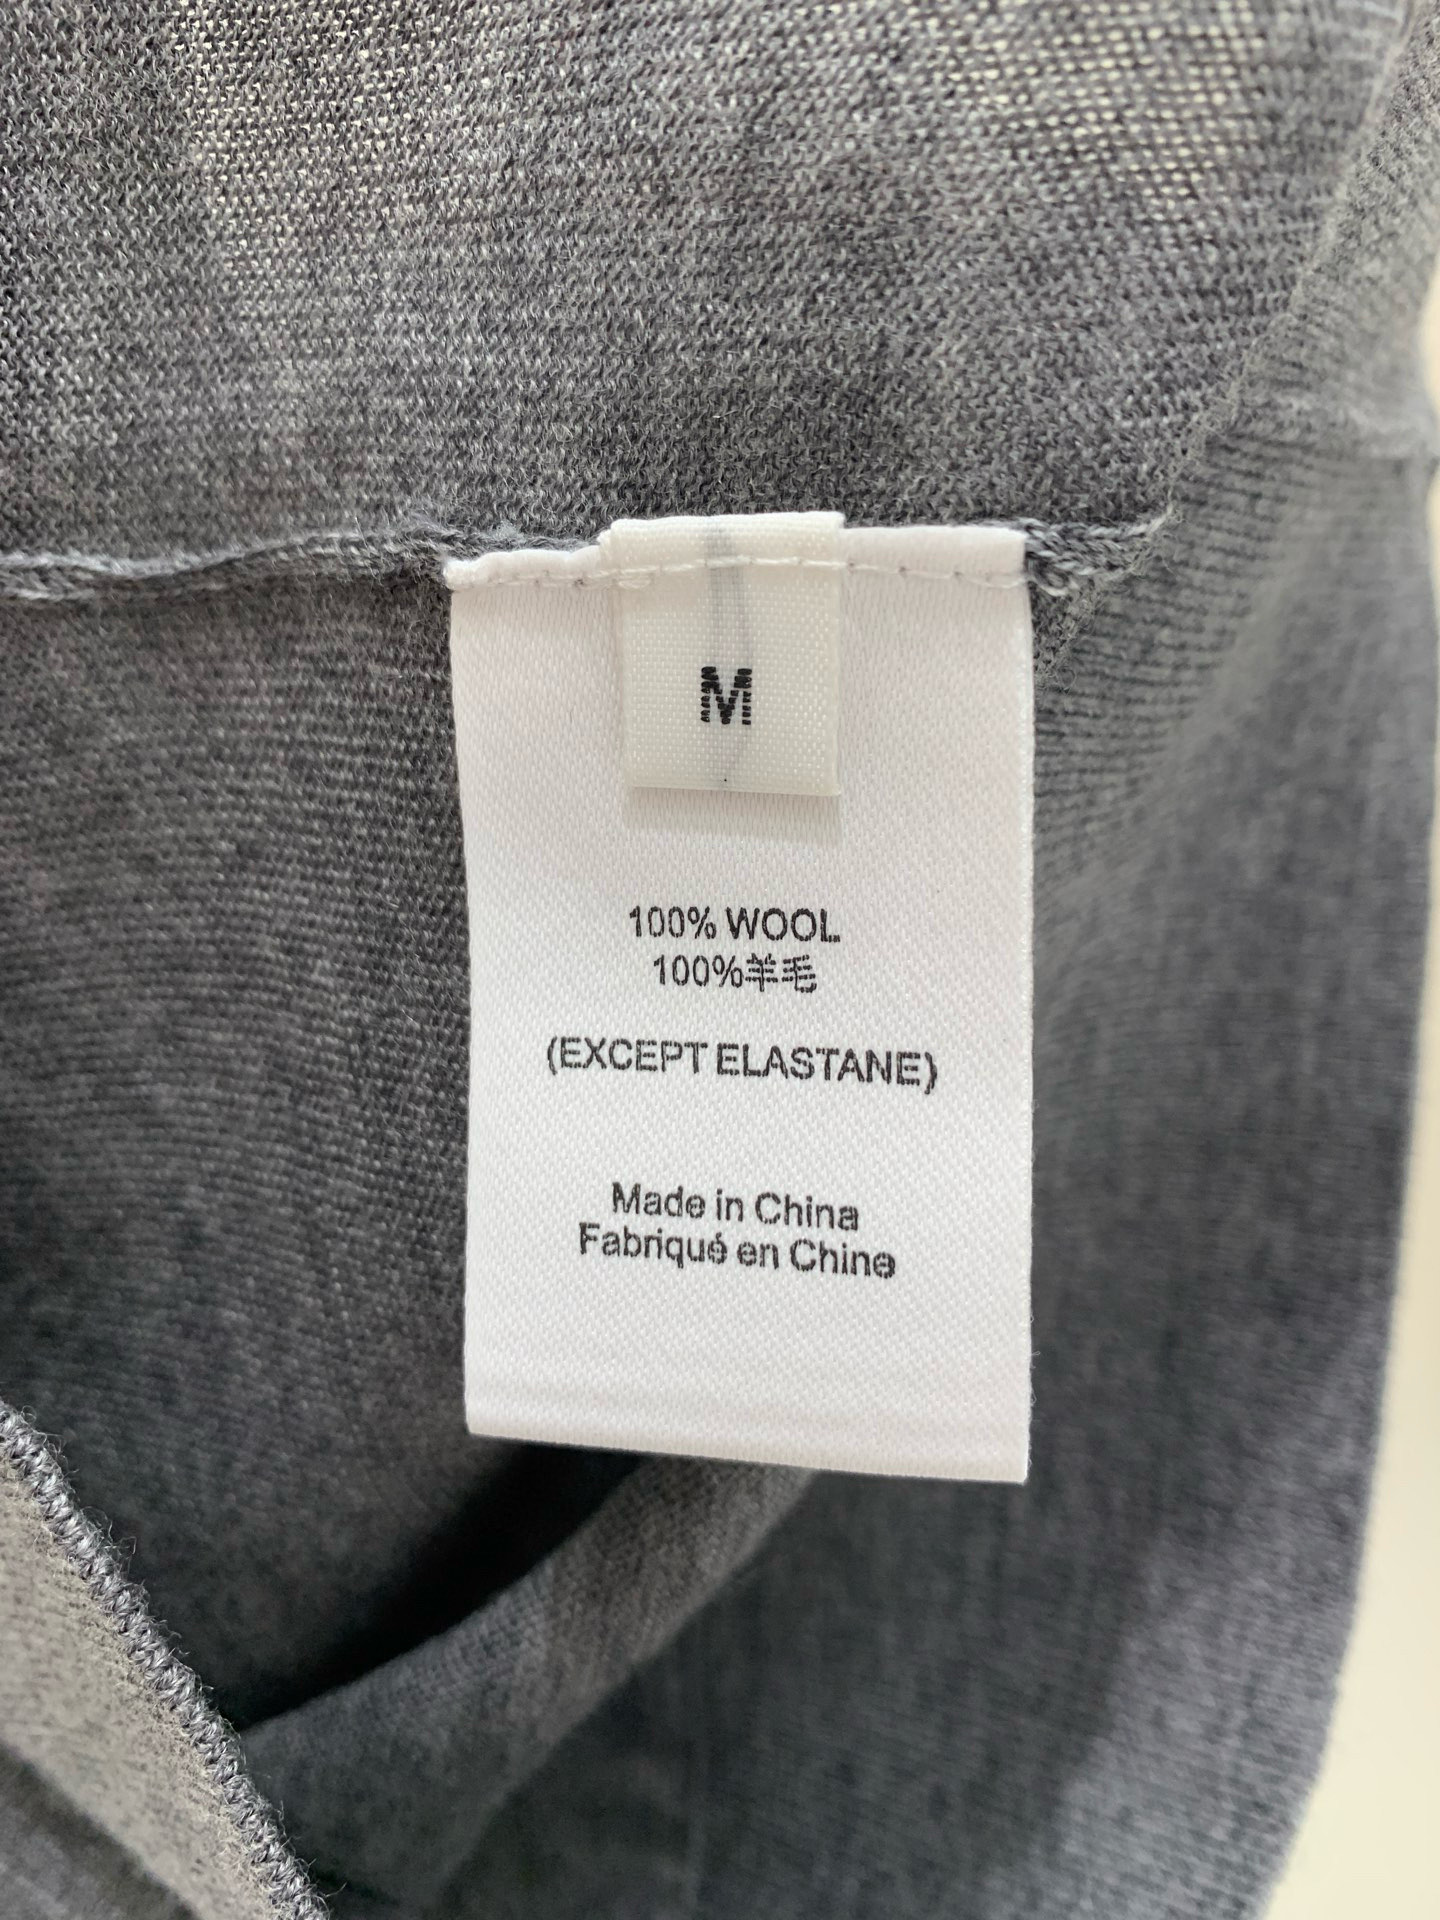 M
100% WOOL
100%羊毛
(EXCEPT ELASTANE)
Made in China
Fabriqué en Chine